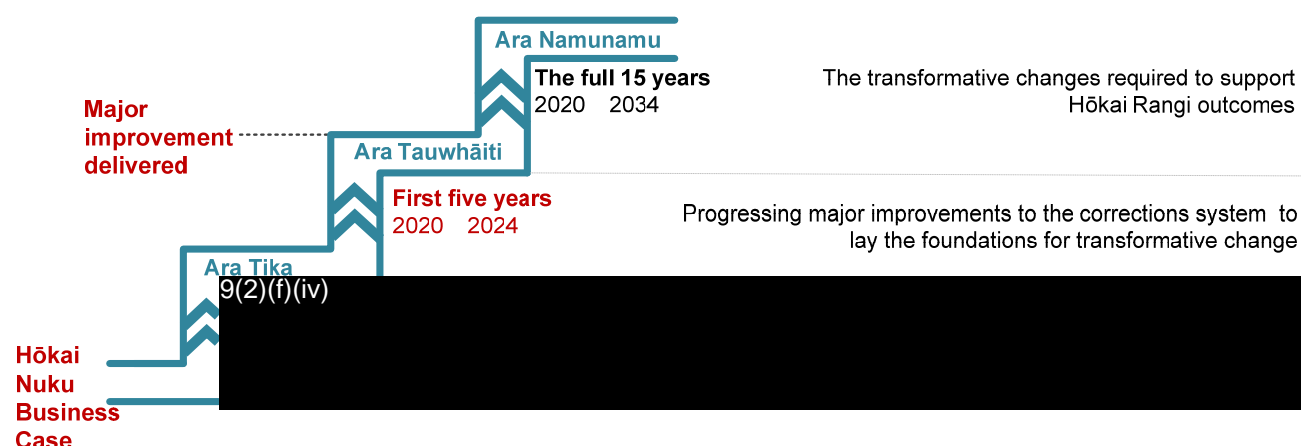 Ara Namunamu
The full 15 years
2020 2034
The transformative changes required to support
Hōkai Rangi outcomes
Major
improvement
delivered
Ara Tauwhāiti
First five years
2020 2024
Progressing major improvements to the corrections system to
lay the foundations for transformative change
Ara Tika
9(2)(f)(iv)
Hōkai
Nuku
Business
Case